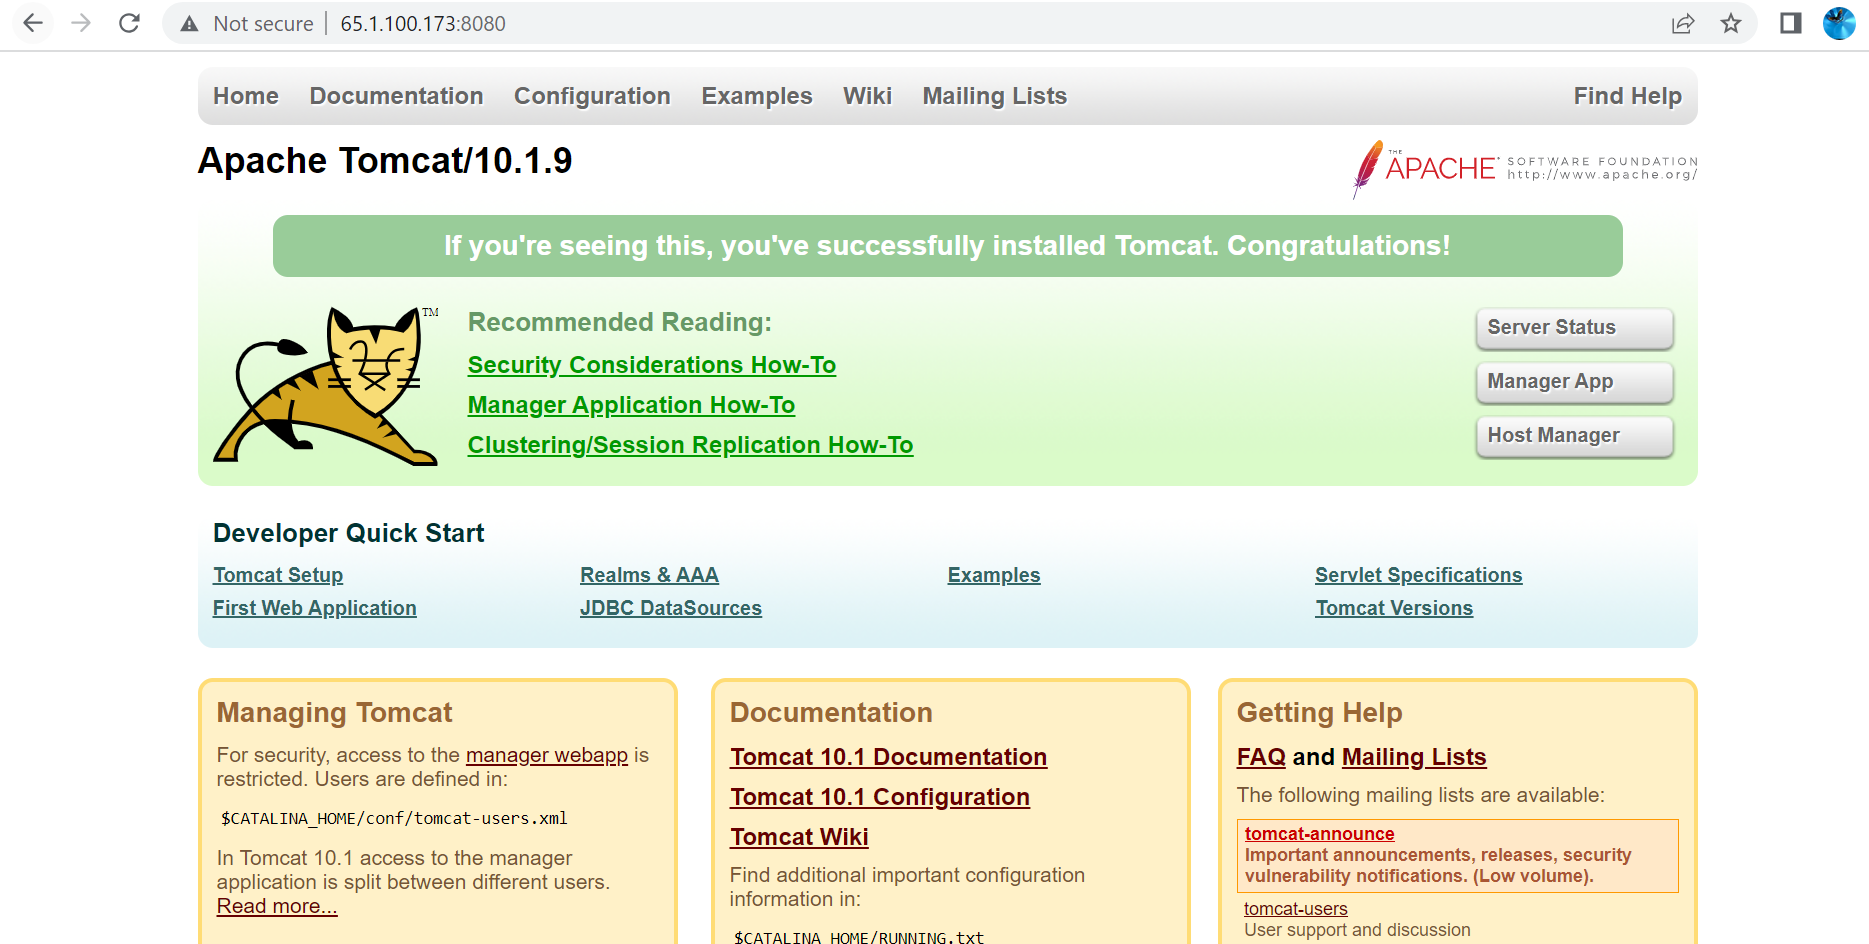 Not secure | 65.1.100.173:8080
Home Documentation Configuration Examples Wiki Mailing Lists Find Help
Apache Tomcat/10.1.9
THE APACHE SOFTWARE FOUNDATION
http://www.apache.org/
If you're seeing this, you've successfully installed Tomcat. Congratulations!
TM
Recommended Reading:
Security Considerations How-To
Manager Application How-To
Clustering/Session Replication How-To
Server Status
Manager App
Host Manager
Developer Quick Start
Tomcat Setup
First Web Application
Realms & AAA
JDBC DataSources
Examples
Servlet Specifications
Tomcat Versions
Managing Tomcat
For security, access to the manager webapp is
restricted. Users are defined in:
$CATALINA_HOME/conf/tomcat-users.xml
In Tomcat 10.1 access to the manager
application is split between different users.
Read more...
Documentation
Tomcat 10.1 Documentation
Tomcat 10.1 Configuration
Tomcat Wiki
Find additional important configuration
information in:
$CATALINA_HOME/RUNNING.txt
Getting Help
FAQ and Mailing Lists
The following mailing lists are available:
tomcat-announce
Important announcements, releases, security
vulnerability notifications. (Low volume).
tomcat-users
User support and discussion